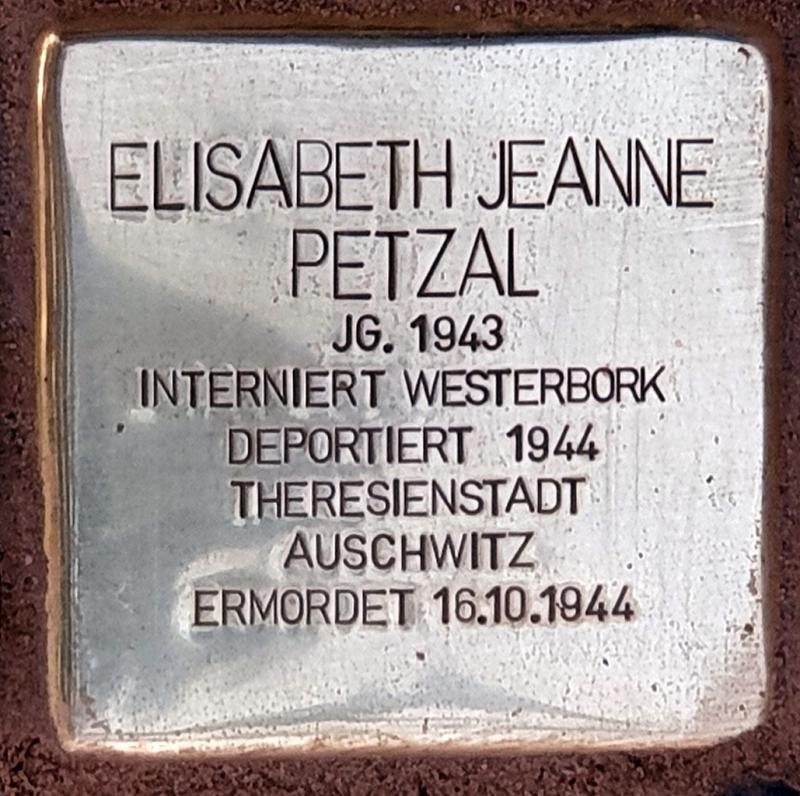 ELISABETH JEANNE
PETZAL
JG. 1943
INTERNIERT WESTERBORK
DEPORTIERT 1944
THERESIENSTADT
AUSCHWITZ
ERMORDET 16.10.1944